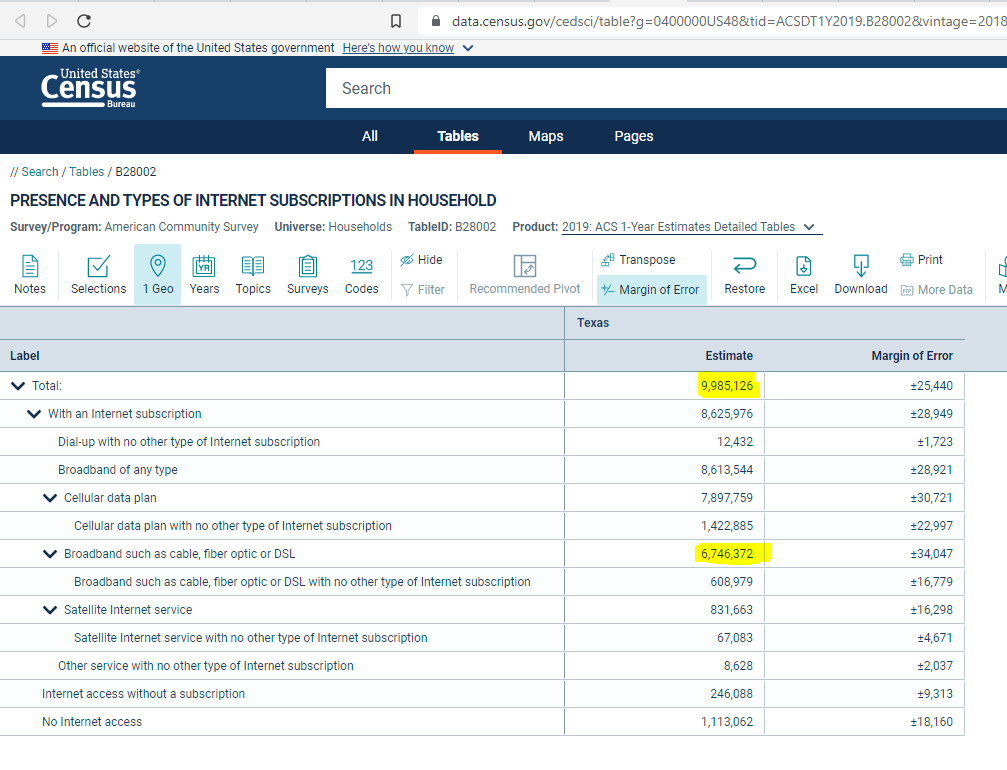 data.census.gov/cedsci/table?g=0400000US48&tid=ACSDT1Y2019.B28002&vintage=2018
An official website of the United States government Here's how you know
United States®
Census
Bureau
Search
All Tables Maps Pages
// Search / Tables / B28002
PRESENCE AND TYPES OF INTERNET SUBSCRIPTIONS IN HOUSEHOLD
Survey/Program: American Community Survey Universe: Households TableID: B28002 Product: 2019: ACS 1-Year Estimates Detailed Tables
Notes Selections 1 Geo Years Topics Surveys Codes Hide Filter Recommended Pivot Transpose Margin of Error Restore Excel Download Print More Data
YR 123 FTP
Texas
Label Estimate Margin of Error
Total: 9,985,126 ±25,440
With an Internet subscription 8,625,976 ±28,949
Dial-up with no other type of Internet subscription 12,432 ±1,723
Broadband of any type 8,613,544 ±28,921
Cellular data plan 7,897,759 ±30,721
Cellular data plan with no other type of Internet subscription 1,422,885 ±22,997
Broadband such as cable, fiber optic or DSL 6,746,372 ±34,047
Broadband such as cable, fiber optic or DSL with no other type of Internet subscription 608,979 ±16,779
Satellite Internet service 831,663 ±16,298
Satellite Internet service with no other type of Internet subscription 67,083 ±4,671
Other service with no other type of Internet subscription 8,628 ±2,037
Internet access without a subscription 246,088 ±9,313
No Internet access 1,113,062 ±18,160